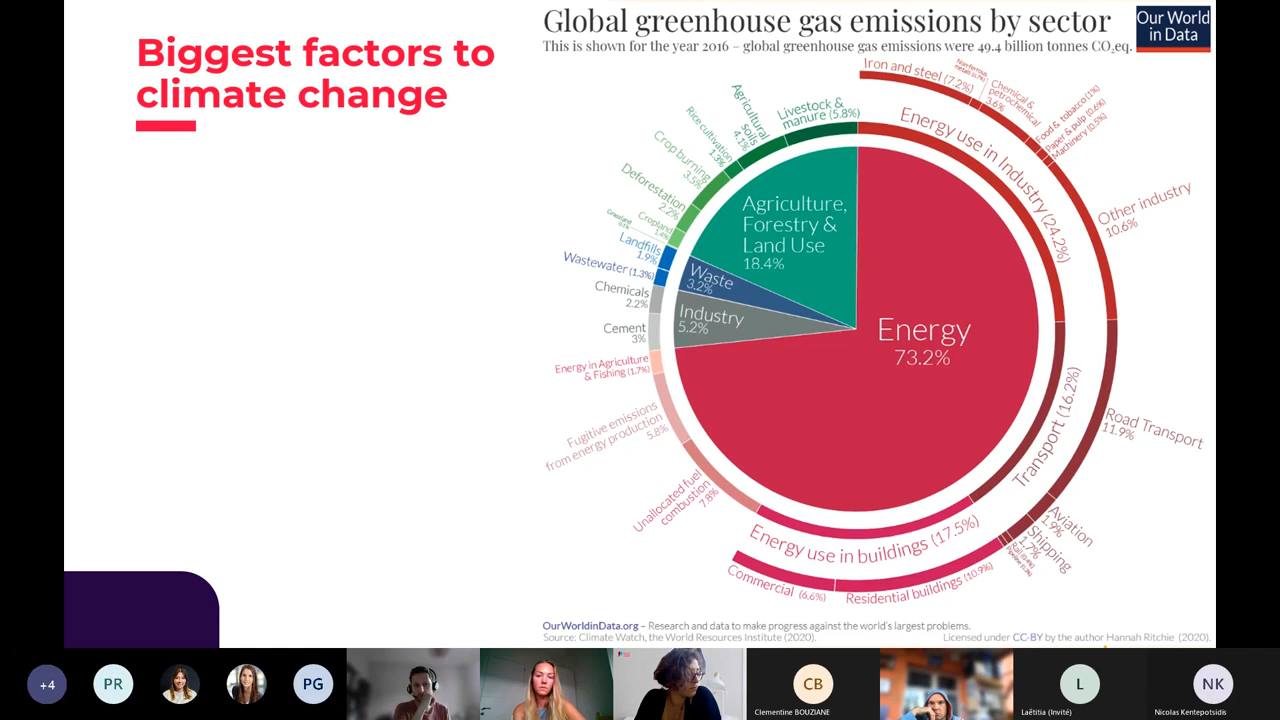 Biggest factors to
climate change
Global greenhouse gas emissions by sector
This is shown for the year 2016 – global greenhouse gas emissions were 49.4 billion tonnes CO₂eq.
Our World
in Data
Energy
73.2%
Agriculture,
Forestry &
Land Use
18.4%
Waste
3.2%
Industry
5.2%
Energy use in Industry (24.2%)
Transport (16.2%)
Energy use in buildings (17.5%)
Iron and steel (7.2%)
Chemical &
petrochemical
3.6%
Food & tobacco (1%)
Paper & pulp (0.6%)
Machinery (0.5%)
Other industry
10.6%
Road Transport
11.9%
Aviation
1.9%
Shipping
1.7%
Residential buildings (10.9%)
Commercial (6.6%)
Unallocated fuel
combustion
7.8%
Fugitive emissions
from energy production
5.8%
Energy in Agriculture
& Fishing (1.7%)
Cement
3%
Chemicals
2.2%
Wastewater (1.3%)
Landfills
1.9%
Grassland
0.1%
Cropland
1.4%
Deforestation
2.2%
Crop burning
3.5%
Rice cultivation
1.3%
Agricultural
soils
4.1%
Livestock &
manure (5.8%)
OurWorldinData.org – Research and data to make progress against the world's largest problems.
Source: Climate Watch, the World Resources Institute (2020).
Licensed under CC-BY by the author Hannah Ritchie (2020).
+4
PR
PG
CB
Clementine BOUZIANE
L
Laëtitia (Invité)
NK
Nicolas Kentepotsidis